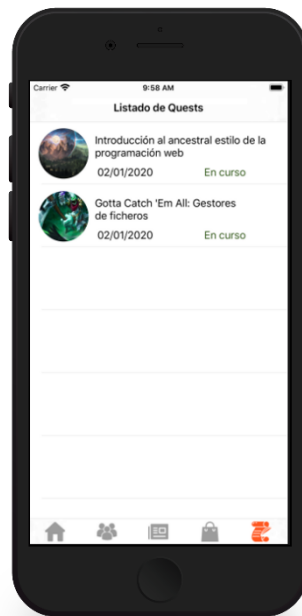 Carrier
9:58 AM
Listado de Quests
Introducción al ancestral estilo de la
programación web
02/01/2020 En curso
Gotta Catch 'Em All: Gestores
de ficheros
02/01/2020 En curso